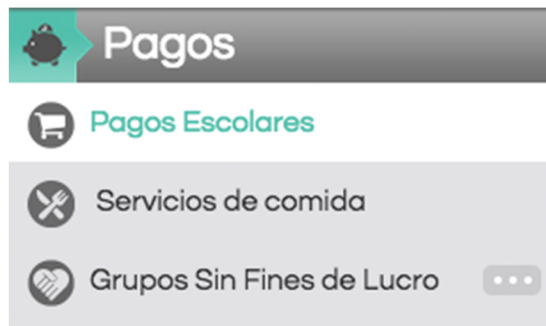 Pagos
Pagos Escolares
Servicios de comida
Grupos Sin Fines de Lucro